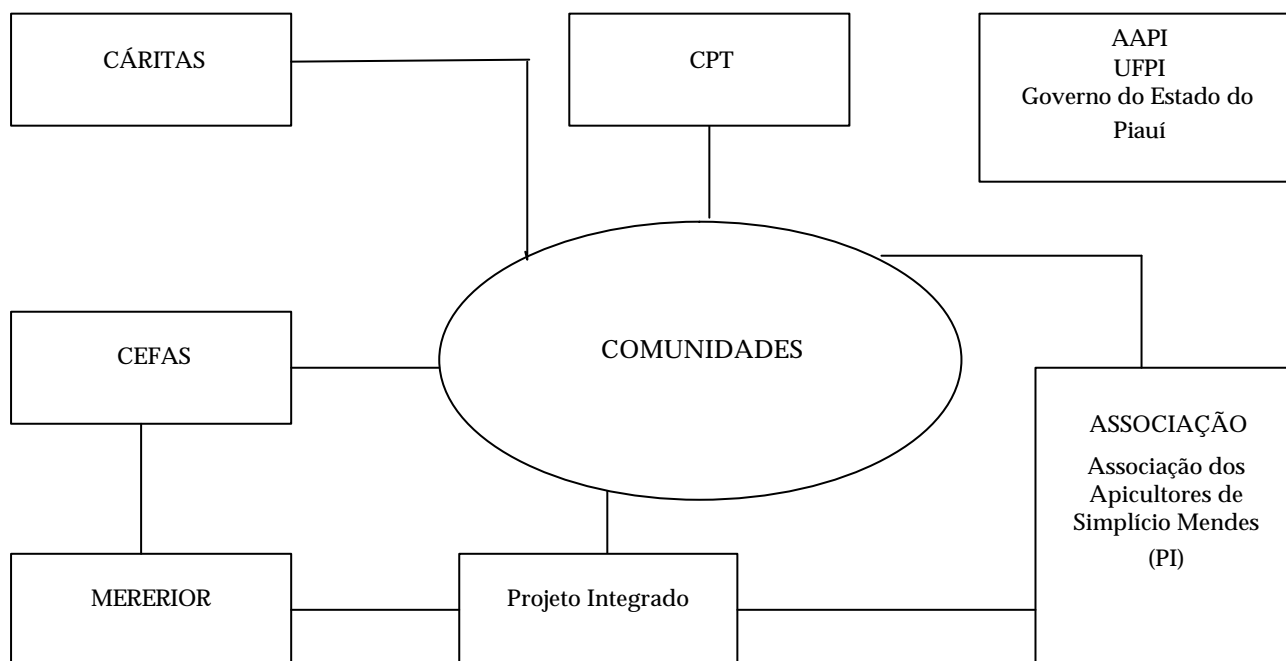 CÁRITAS
CPT
AAPI
UFPI
Governo do Estado do
Piauí
CEFAS
COMUNIDADES
ASSOCIAÇÃO
Associação dos
Apicultores de
Simplício Mendes
(PI)
MERERIOR
Projeto Integrado